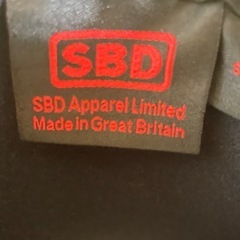 SBD
SBD Apparel Limited
Made in Great Britain